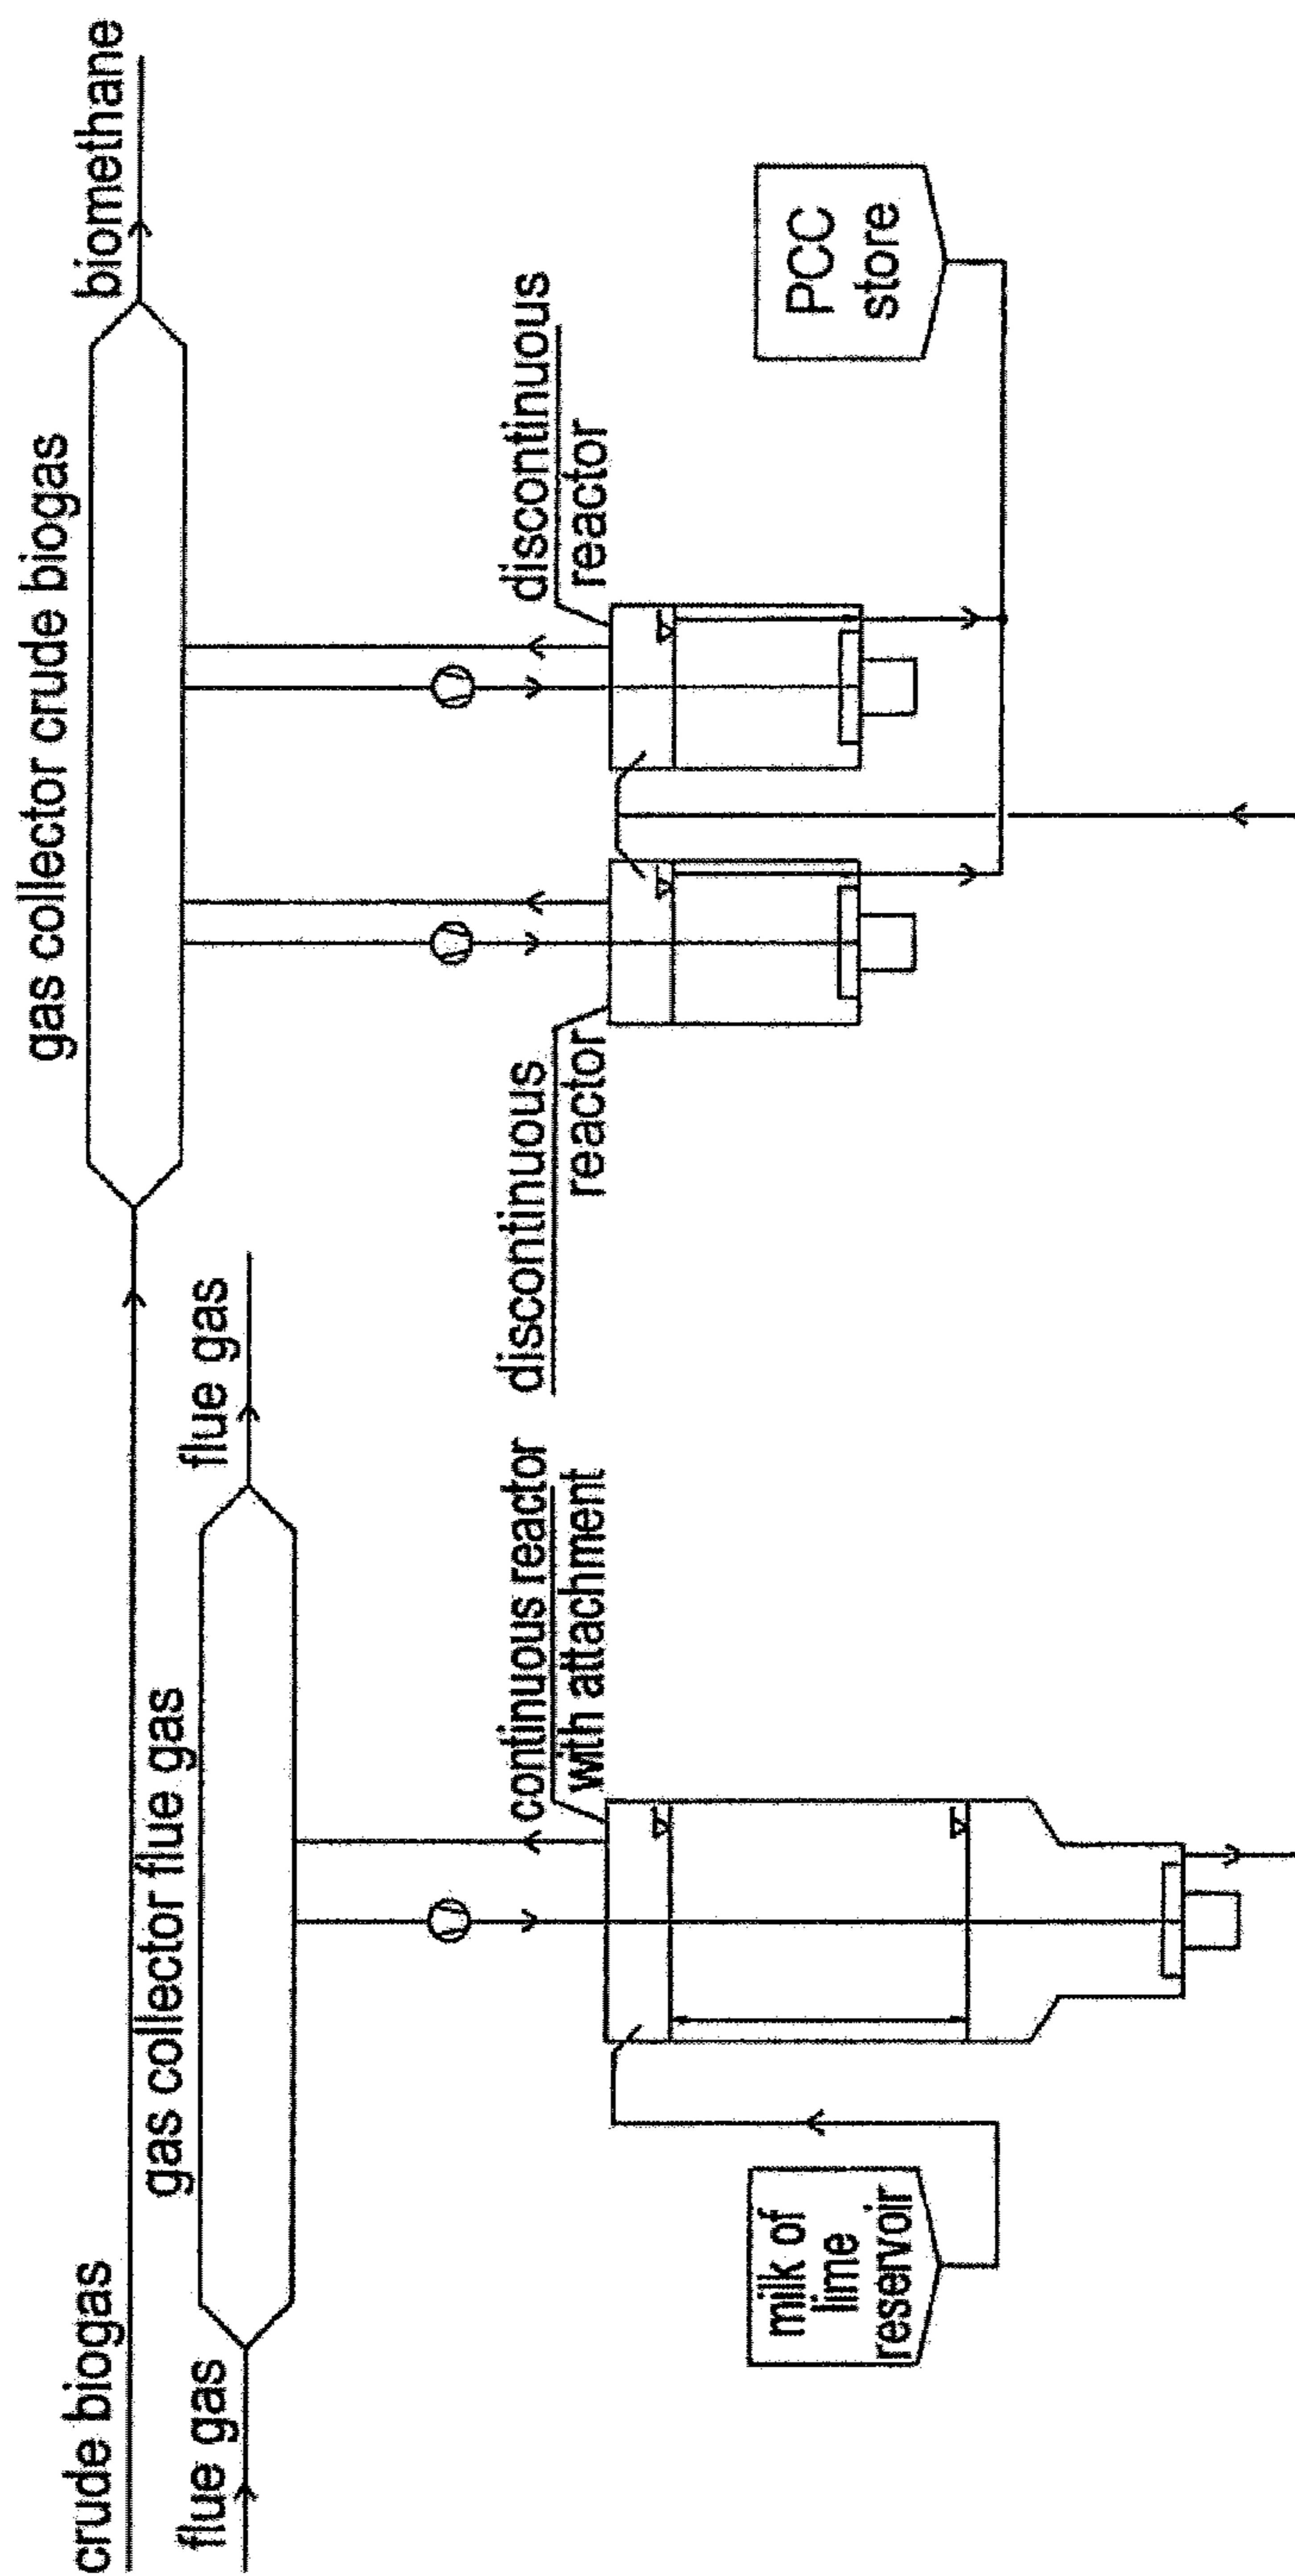 crude biogas
flue gas
gas collector flue gas
flue gas
gas collector crude biogas
biomethane
continuous reactor
with attachment
discontinuous
reactor
discontinuous
reactor
milk of
lime
reservoir
PCC
store